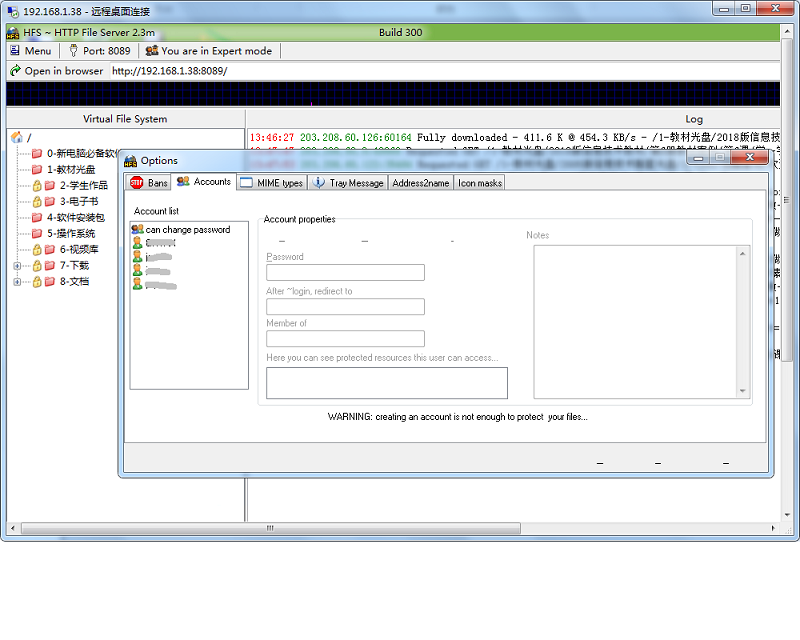 192.168.1.38 - 远程桌面连接
HFS ~ HTTP File Server 2.3m
Build 300
Menu
Port: 8089
You are in Expert mode
Open in browser
http://192.168.1.38:8089/
Virtual File System
Log
/
0-新电脑必备软件
1-教材光盘
2-学生作品
3-电子书
4-软件安装包
5-操作系统
6-视频库
7-下载
8-文档
13:46:27 203.208.60.126:60164 Fully downloaded - 411.6 K @ 454.3 KB/s - /1-教材光盘/2018版信息技
Options
Bans
Accounts
MIME types
Tray Message
Address2name
Icon masks
Account list
can change password
Account properties
Password
After ~login, redirect to
Member of
Here you can see protected resources this user can access...
Notes
WARNING: creating an account is not enough to protect your files...